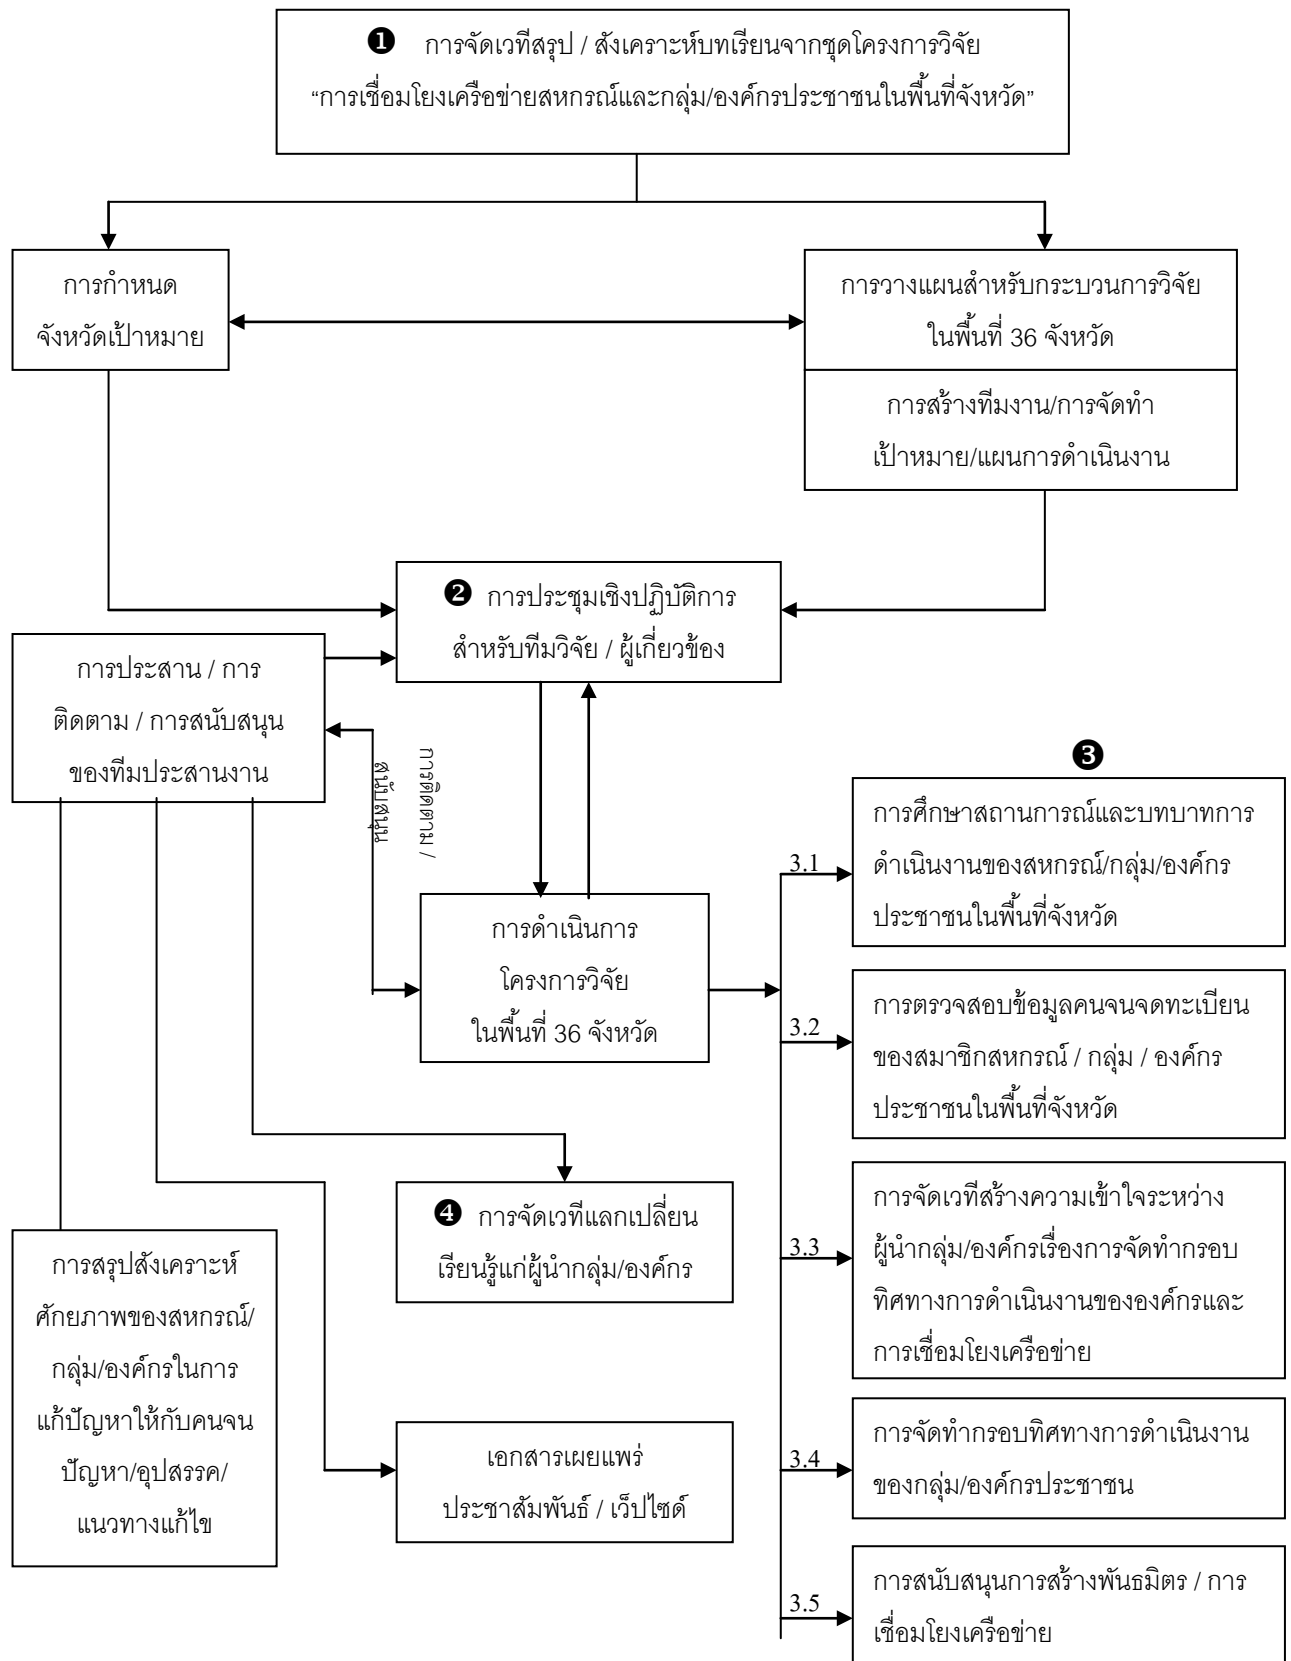 ❶ การจัดเวทีสรุป / สังเคราะห์บทเรียนจากชุดโครงการวิจัย
“การเชื่อมโยงเครือข่ายสหกรณ์และกลุ่ม/องค์กรประชาชนในพื้นที่จังหวัด”
การกำหนด
จังหวัดเป้าหมาย
การวางแผนสำหรับกระบวนการวิจัย
ในพื้นที่ 36 จังหวัด
การสร้างทีมงาน/การจัดทำ
เป้าหมาย/แผนการดำเนินงาน
❷ การประชุมเชิงปฏิบัติการ
สำหรับทีมวิจัย / ผู้เกี่ยวข้อง
การประสาน / การ
ติดตาม / การสนับสนุน
ของทีมประสานงาน
การติดตาม /
สนับสนุน
การดำเนินการ
โครงการวิจัย
ในพื้นที่ 36 จังหวัด
❸
3.1
การศึกษาสถานการณ์และบทบาทการ
ดำเนินงานของสหกรณ์/กลุ่ม/องค์กร
ประชาชนในพื้นที่จังหวัด
3.2
การตรวจสอบข้อมูลคนจนจดทะเบียน
ของสมาชิกสหกรณ์ / กลุ่ม / องค์กร
ประชาชนในพื้นที่จังหวัด
3.3
การจัดเวทีสร้างความเข้าใจระหว่าง
ผู้นำกลุ่ม/องค์กรเรื่องการจัดทำกรอบ
ทิศทางการดำเนินงานขององค์กรและ
การเชื่อมโยงเครือข่าย
3.4
การจัดทำกรอบทิศทางการดำเนินงาน
ของกลุ่ม/องค์กรประชาชน
3.5
การสนับสนุนการสร้างพันธมิตร / การ
เชื่อมโยงเครือข่าย
❹ การจัดเวทีแลกเปลี่ยน
เรียนรู้แก่ผู้นำกลุ่ม/องค์กร
เอกสารเผยแพร่
ประชาสัมพันธ์ / เว็ปไซด์
การสรุปสังเคราะห์
ศักยภาพของสหกรณ์/
กลุ่ม/องค์กรในการ
แก้ปัญหาให้กับคนจน
ปัญหา/อุปสรรค/
แนวทางแก้ไข